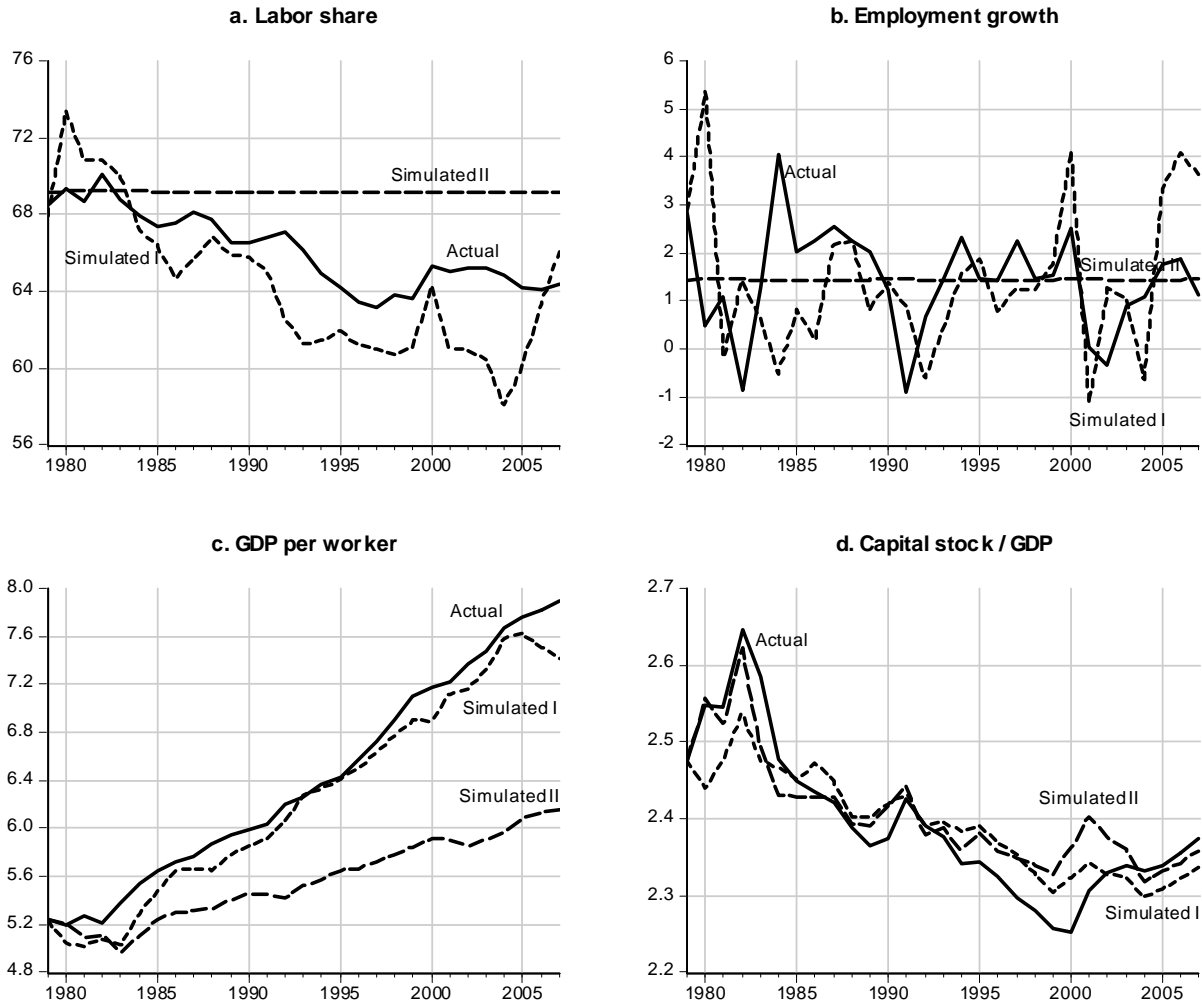 a. Labor share
76
72
68
64
60
56
Simulated II
Simulated I
Actual
1980 1985 1990 1995 2000 2005
b. Employment growth
6
5
4
3
2
1
0
-1
-2
Actual
Simulated II
Simulated I
1980 1985 1990 1995 2000 2005
c. GDP per worker
8.0
7.6
7.2
6.8
6.4
6.0
5.6
5.2
4.8
Actual
Simulated I
Simulated II
1980 1985 1990 1995 2000 2005
d. Capital stock / GDP
2.7
2.6
2.5
2.4
2.3
2.2
Actual
Simulated II
Simulated I
1980 1985 1990 1995 2000 2005